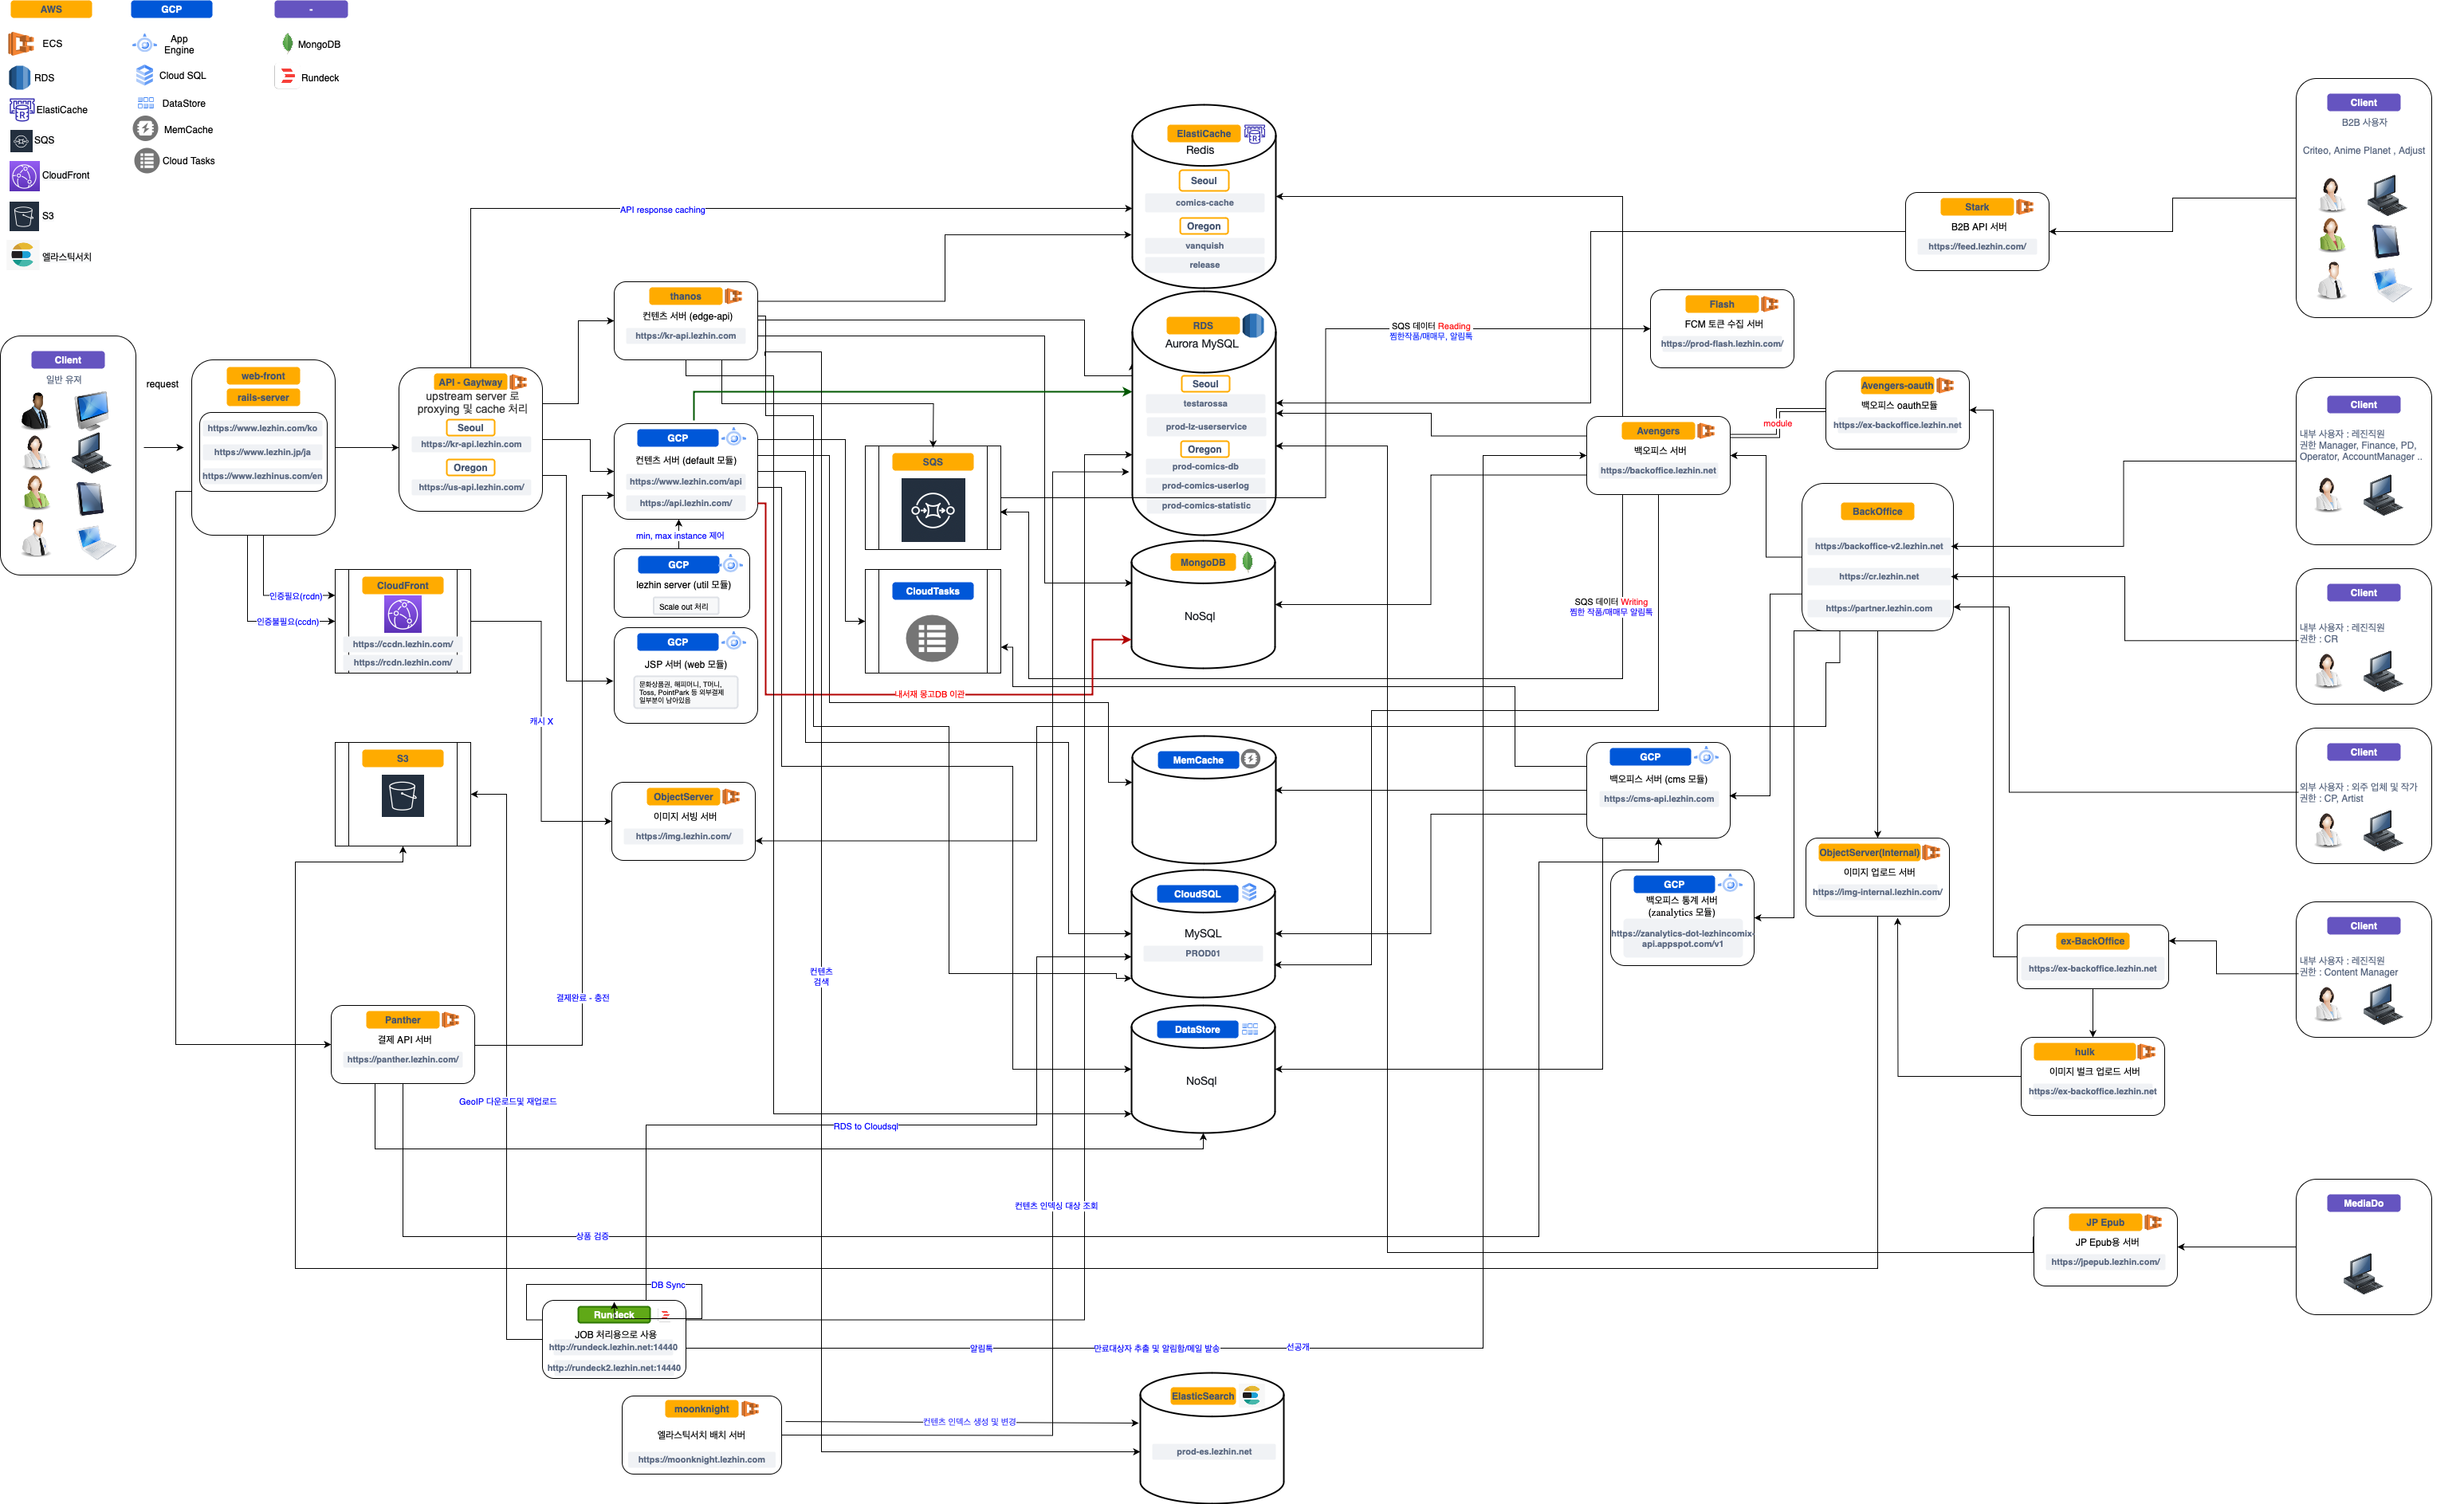 AWS
GCP
-
ECS
RDS
ElastiCache
SQS
CloudFront
S3
엘라스틱서치
App
Engine
Cloud SQL
DataStore
MemCache
Cloud Tasks
MongoDB
Rundeck
Client
일반 유저
request
web-front
rails-server
https://www.lezhin.com/ko
https://www.lezhin.jp/ja
https://www.lezhinus.com/en
API - Gaytway
upstream server 로
proxying 및 cache 처리
Seoul
https://kr-api.lezhin.com
Oregon
https://us-api.lezhin.com/
API response caching
thanos
컨텐츠 서버 (edge-api)
https://kr-api.lezhin.com
GCP
컨텐츠 서버 (default 모듈)
https://www.lezhin.com/api
https://api.lezhin.com/
min, max instance 제어
GCP
lezhin server (util 모듈)
Scale out 처리
GCP
JSP 서버 (web 모듈)
문화상품권, 해피머니, T머니,
Toss, PointPark 등 외부결제
일부분이 남아있음
인증필요(rcdn)
인증불필요(ccdn)
CloudFront
https://ccdn.lezhin.com/
https://rcdn.lezhin.com/
캐시 X
S3
ObjectServer
이미지 서빙 서버
https://img.lezhin.com/
Panther
결제 API 서버
https://panther.lezhin.com/
결제완료 - 충전
GeoIP 다운로드및 재업로드
컨텐츠
검색
RDS to Cloudsql
컨텐츠 인덱싱 대상 조회
상품 검증
DB Sync
Rundeck
JOB 처리용으로 사용
http://rundeck.lezhin.net:14440
http://rundeck2.lezhin.net:14440
알림톡
만료대상자 추출 및 알림함/메일 발송
선공개
moonknight
엘라스틱서치 배치 서버
https://moonknight.lezhin.com
컨텐츠 인덱스 생성 및 변경
ElasticSearch
prod-es.lezhin.net
SQS
CloudTasks
내서재 몽고DB 이관
ElastiCache
Redis
Seoul
comics-cache
Oregon
vanquish
release
RDS
Aurora MySQL
Seoul
testarossa
prod-lz-userservice
Oregon
prod-comics-db
prod-comics-userlog
prod-comics-statistic
MongoDB
NoSql
MemCache
CloudSQL
MySQL
PROD01
DataStore
NoSql
SQS 데이터 Reading
찜한작품/매매무, 알림톡
Flash
FCM 토큰 수집 서버
https://prod-flash.lezhin.com/
Stark
B2B API 서버
https://feed.lezhin.com/
Avengers
백오피스 서버
https://backoffice.lezhin.net
module
Avengers-oauth
백오피스 oauth모듈
https://ex-backoffice.lezhin.net
SQS 데이터 Writing
찜한 작품/매매무 알림톡
BackOffice
https://backoffice-v2.lezhin.net
https://cr.lezhin.net
https://partner.lezhin.com
GCP
백오피스 서버 (cms 모듈)
https://cms-api.lezhin.com
GCP
백오피스 통계 서버
(zanalytics 모듈)
https://zanalytics-dot-lezhincomix-
api.appspot.com/v1
ObjectServer(Internal)
이미지 업로드 서버
https://img-internal.lezhin.com/
ex-BackOffice
https://ex-backoffice.lezhin.net
hulk
이미지 벌크 업로드 서버
https://ex-backoffice.lezhin.net
JP Epub
JP Epub용 서버
https://jpepub.lezhin.com/
Client
B2B 사용자
Criteo, Anime Planet , Adjust
Client
내부 사용자 : 레진직원
권한 Manager, Finance, PD,
Operator, AccountManager ..
Client
내부 사용자 : 레진직원
권한 : CR
Client
외부 사용자 : 외주 업체 및 작가
권한 : CP, Artist
Client
내부 사용자 : 레진직원
권한 : Content Manager
MediaDo